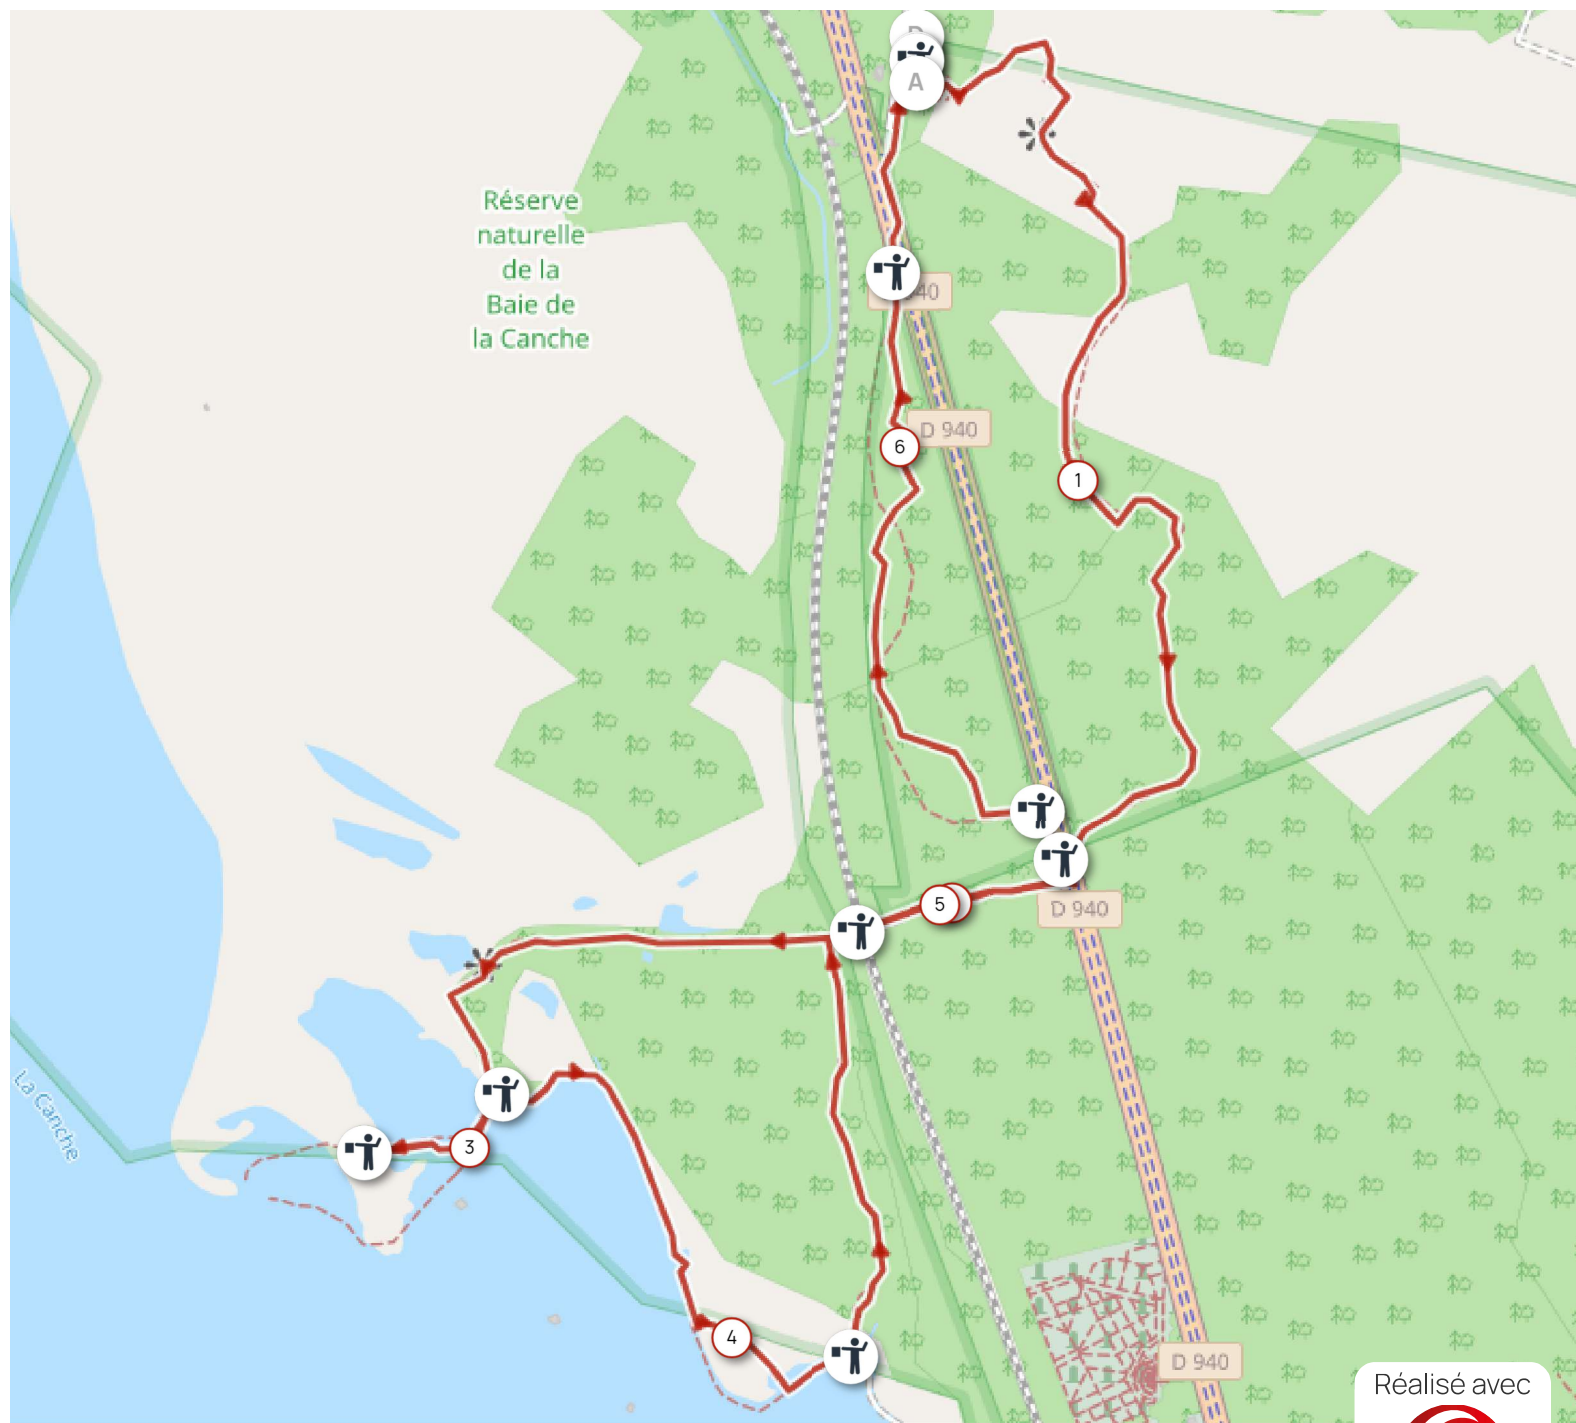 A
Réserve
naturelle
de la
Baie de
la Canche
D 940
6
1
5
D 940
3
La Canche
4
D 940
Réalisé avec